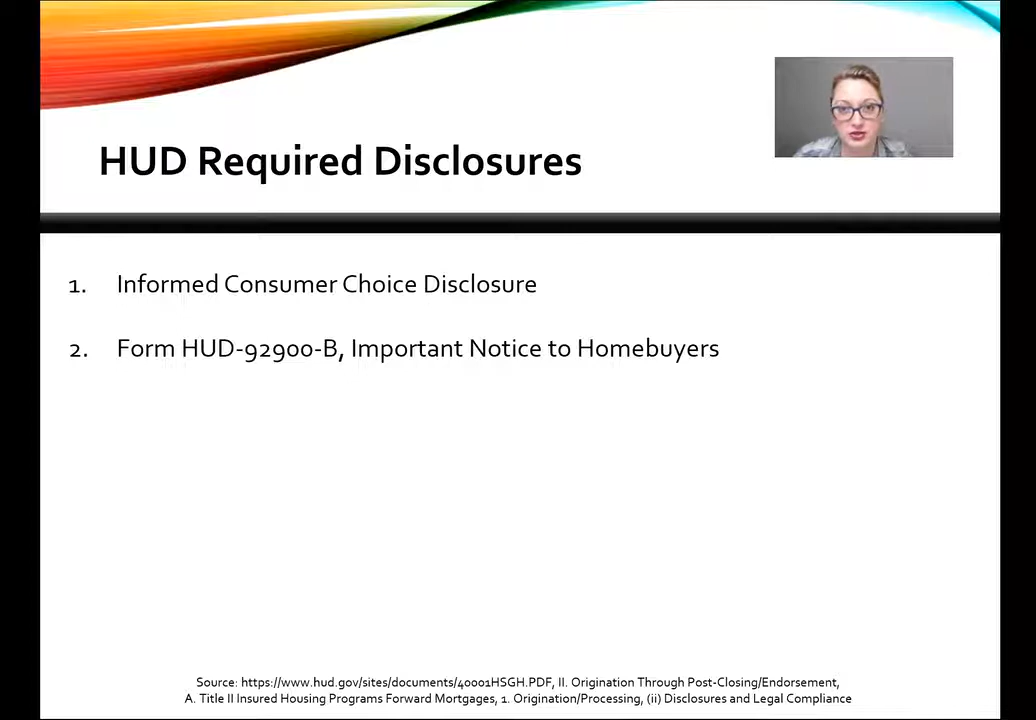 HUD Required Disclosures
1. Informed Consumer Choice Disclosure
2. Form HUD-92900-B, Important Notice to Homebuyers
Source: https://www.hud.gov/sites/documents/40001HSGH.PDF, II. Origination Through Post-Closing/Endorsement,
A. Title II Insured Housing Programs Forward Mortgages, 1. Origination/Processing, (ii) Disclosures and Legal Compliance